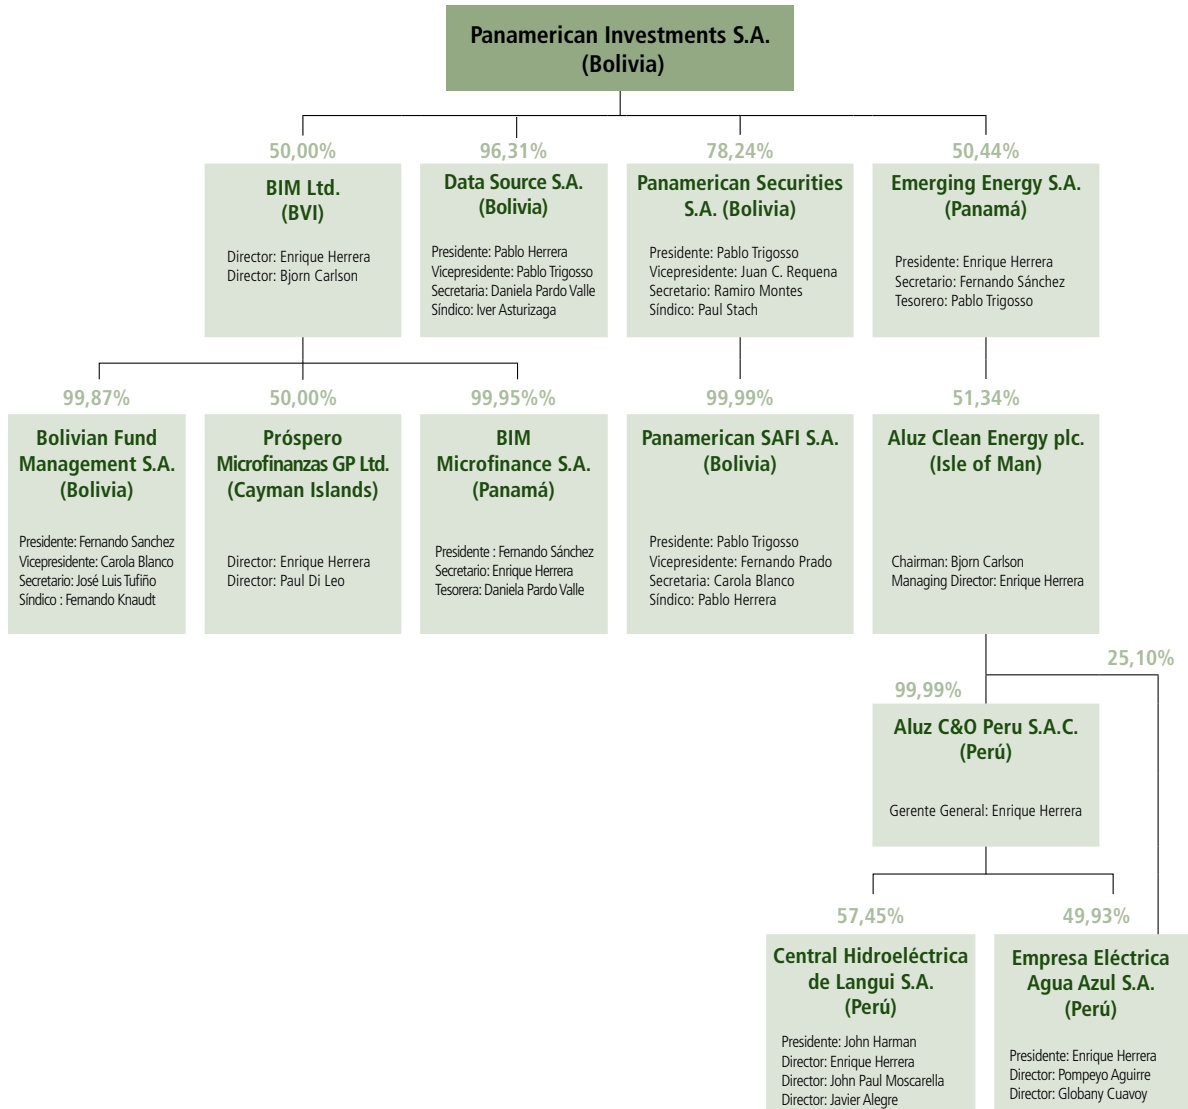 Panamerican Investments S.A.
(Bolivia)
50,00%
BIM Ltd.
(BVI)
Director: Enrique Herrera
Director: Bjorn Carlson
96,31%
Data Source S.A.
(Bolivia)
Presidente: Pablo Herrera
Vicepresidente: Pablo Trigosso
Secretaria: Daniela Pardo Valle
Síndico: Iver Asturizaga
78,24%
Panamerican Securities
S.A. (Bolivia)
Presidente: Pablo Trigosso
Vicepresidente: Juan C. Requena
Secretario: Ramiro Montes
Síndico: Paul Stach
50,44%
Emerging Energy S.A.
(Panamá)
Presidente: Enrique Herrera
Secretario: Fernando Sánchez
Tesorero: Pablo Trigosso
99,87%
Bolivian Fund
Management S.A.
(Bolivia)
Presidente: Fernando Sanchez
Vicepresidente: Carola Blanco
Secretario: José Luis Tufiño
Síndico : Fernando Knaudt
50,00%
Próspero
Microfinanzas GP Ltd.
(Cayman Islands)
Director: Enrique Herrera
Director: Paul Di Leo
99,95%%
BIM
Microfinance S.A.
(Panamá)
Presidente : Fernando Sánchez
Secretario: Enrique Herrera
Tesorera: Daniela Pardo Valle
99,99%
Panamerican SAFI S.A.
(Bolivia)
Presidente: Pablo Trigosso
Vicepresidente: Fernando Prado
Secretaria: Carola Blanco
Síndico: Pablo Herrera
51,34%
Aluz Clean Energy plc.
(Isle of Man)
Chairman: Bjorn Carlson
Managing Director: Enrique Herrera
25,10%
99,99%
Aluz C&O Peru S.A.C.
(Perú)
Gerente General: Enrique Herrera
57,45%
Central Hidroeléctrica
de Langui S.A.
(Perú)
Presidente: John Harman
Director: Enrique Herrera
Director: John Paul Moscarella
Director: Javier Alegre
49,93%
Empresa Eléctrica
Agua Azul S.A.
(Perú)
Presidente: Enrique Herrera
Director: Pompeyo Aguirre
Director: Globany Cuavoy